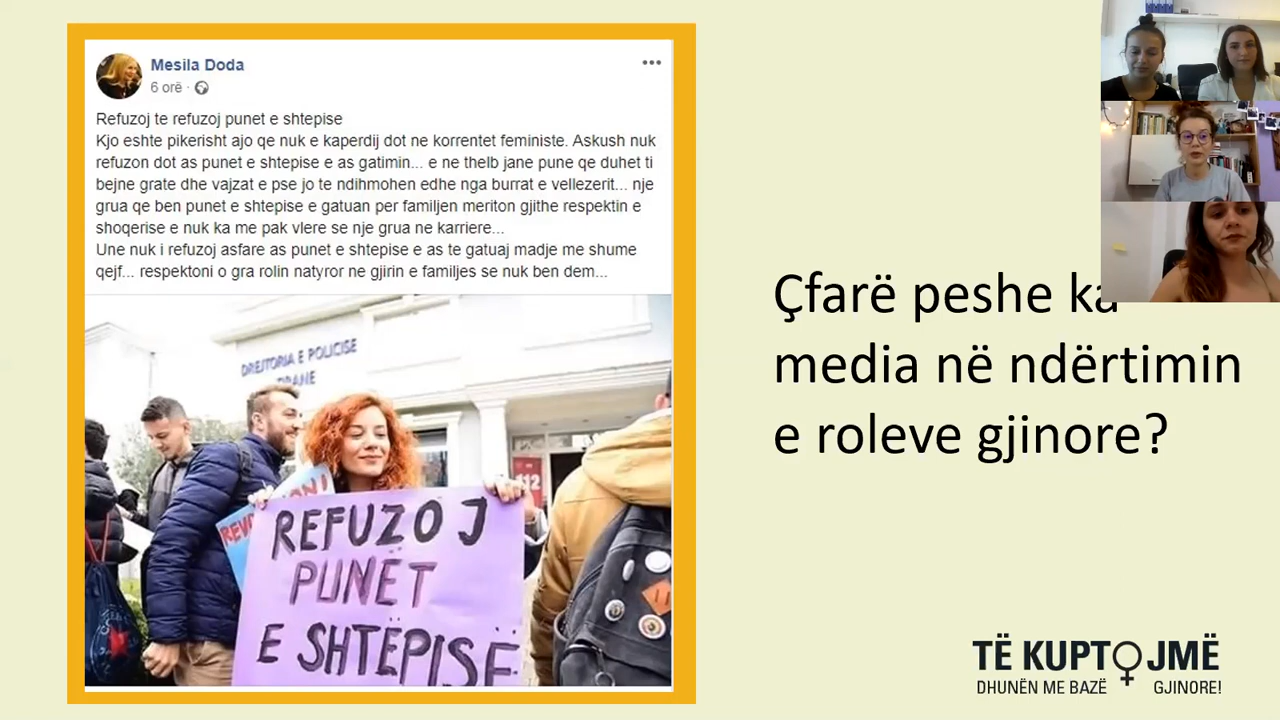 Mesila Doda
6 orë
Refuzoj te refuzoj punet e shtepise
Kjo eshte pikerisht ajo qe nuk e kaperdij dot ne korrentet feministe. Askush nuk
refuzon dot as punet e shtepise e as gatimin... e ne thelb jane pune qe duhet ti
bejne grate dhe vajzat e pse jo te ndihmohen edhe nga burrat e vellezerit... nje
grua qe ben punet e shtepise e gatuan per familjen meriton gjithe respektin e
shoqerise e nuk ka me pak vlere se nje grua ne karriere...
Une nuk i refuzoj asfare as punet e shtepise e as te gatuaj madje me shume
qejf... respektoni o gra rolin natyror ne gjirin e familjes se nuk ben dem...
DREJTORIA E POLICISE
112
REFUZOJ
PUNËT
E SHTËPISË
Çfarë peshe ka
media në ndërtimin
e roleve gjinore?
TË KUPTOJMË
DHUNËN ME BAZË GJINORE!